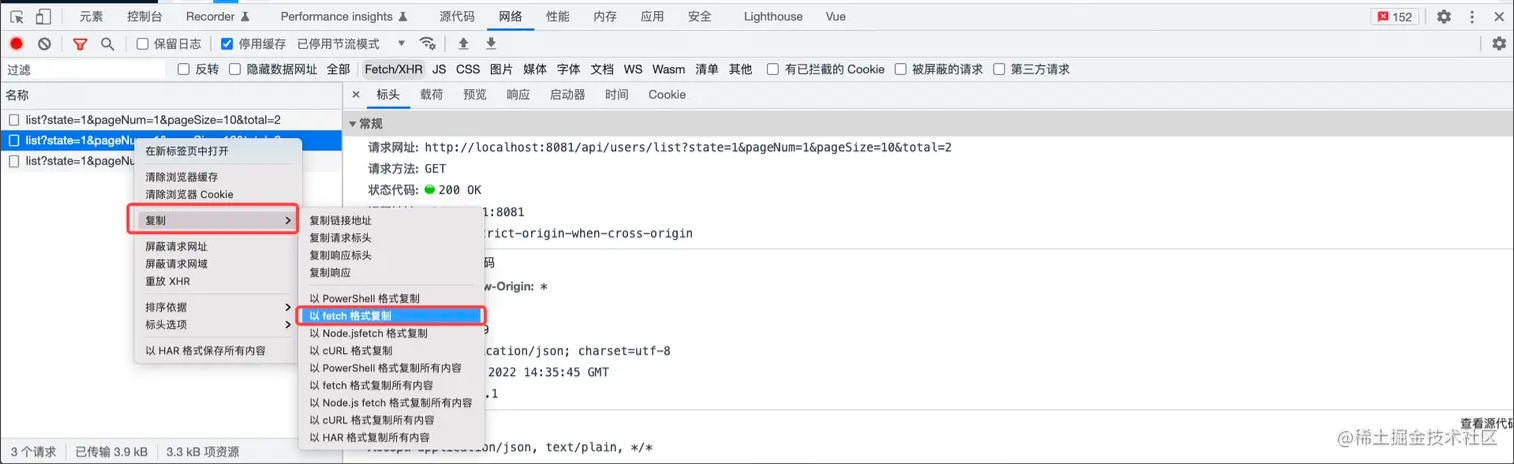 元素 控制台 Recorder Performance insights 源代码 网络 性能 内存 应用 安全 Lighthouse Vue 152
保留日志 停用缓存 已停用节流模式
过滤 反转 隐藏数据网址 全部 Fetch/XHR JS CSS 图片 媒体 字体 文档 WS Wasm 清单 其他 有已拦截的 Cookie 被屏蔽的请求 第三方请求
名称
list?state=1&pageNum=1&pageSize=10&total=2
list?state=1&pageNu
list?state=1&pageNu
在新标签页中打开
清除浏览器缓存
清除浏览器 Cookie
复制
屏蔽请求网址
屏蔽请求网域
重放 XHR
排序依据
标头选项
以 HAR 格式保存所有内容
复制链接地址
复制请求标头
复制响应标头
复制响应
以 PowerShell 格式复制
以 fetch 格式复制
以 Node.jsfetch 格式复制
以 cURL 格式复制
以 PowerShell 格式复制所有内容
以 fetch 格式复制所有内容
以 Node.js fetch 格式复制所有内容
以 cURL 格式复制所有内容
以 HAR 格式复制所有内容
标头 载荷 预览 响应 启动器 时间 Cookie
常规
请求网址: http://localhost:8081/api/users/list?state=1&pageNum=1&pageSize=10&total=2
请求方法: GET
状态代码: 200 OK
1:8081
rict-origin-when-cross-origin
码
w-Origin: *
9
cation/json; charset=utf-8
2022 14:35:45 GMT
.1
查看源代码
application/json, text/plain, */*
3 个请求 已传输 3.9 kB 3.3 kB 项资源
@稀土掘金技术社区